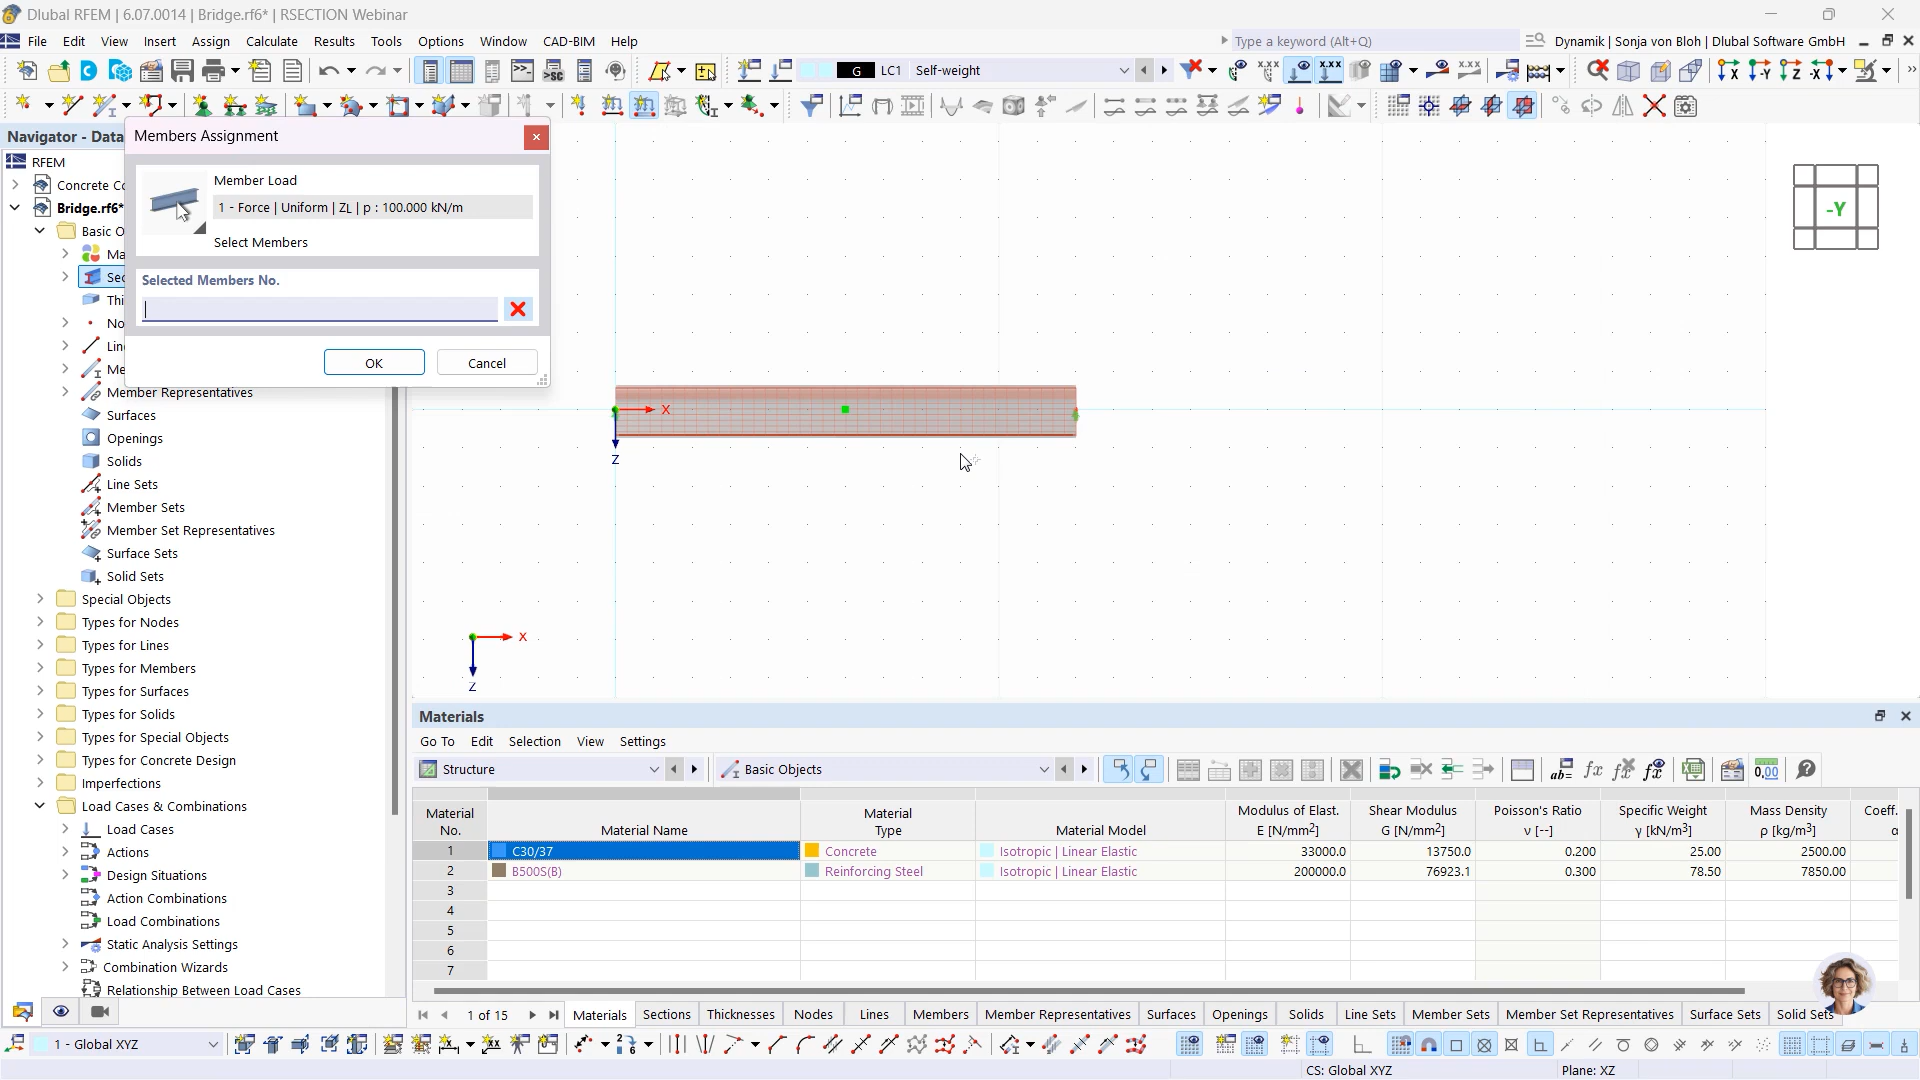 Dlubal RFEM | 6.07.0014 | Bridge.rf6* | RSECTION Webinar
File Edit View Insert Assign Calculate Results Tools Options Window CAD-BIM Help
Type a keyword (Alt+Q)
Dynamik | Sonja von Bloh | Dlubal Software GmbH
G LC1 Self-weight
Navigator - Data
RFEM
Bridge.rf6*
Member Representatives
Surfaces
Openings
Solids
Line Sets
Member Sets
Member Set Representatives
Surface Sets
Solid Sets
Special Objects
Types for Nodes
Types for Lines
Types for Members
Types for Surfaces
Types for Solids
Types for Special Objects
Types for Concrete Design
Imperfections
Load Cases & Combinations
Load Cases
Actions
Design Situations
Action Combinations
Load Combinations
Static Analysis Settings
Combination Wizards
Relationship Between Load Cases
Members Assignment
Member Load
1 - Force | Uniform | ZL | p : 100.000 kN/m
Select Members
Selected Members No.
OK Cancel
X
Z
X
Z
-Y
Materials
Go To Edit Selection View Settings
Structure Basic Objects
Material No. Material Name Material Type Material Model Modulus of Elast. E [N/mm2] Shear Modulus G [N/mm2] Poisson's Ratio ν [--] Specific Weight γ [kN/m3] Mass Density ρ [kg/m3] Coeff.
1 C30/37 Concrete Isotropic | Linear Elastic 33000.0 13750.0 0.200 25.00 2500.00
2 B500S(B) Reinforcing Steel Isotropic | Linear Elastic 200000.0 76923.1 0.300 78.50 7850.00
3
4
5
6
7
1 of 15 Materials Sections Thicknesses Nodes Lines Members Member Representatives Surfaces Openings Solids Line Sets Member Sets Member Set Representatives Surface Sets Solid Sets
1 - Global XYZ
CS: Global XYZ Plane: XZ